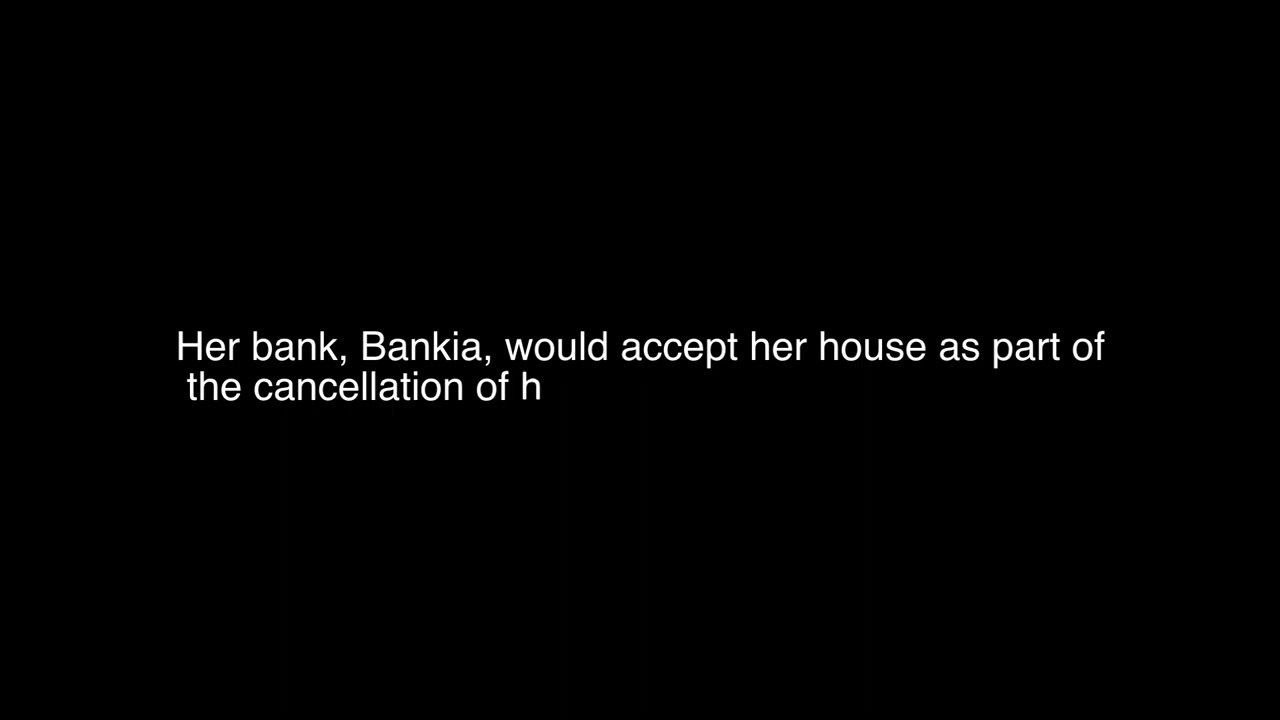 Her bank, Bankia, would accept her house as part of
the cancellation of h